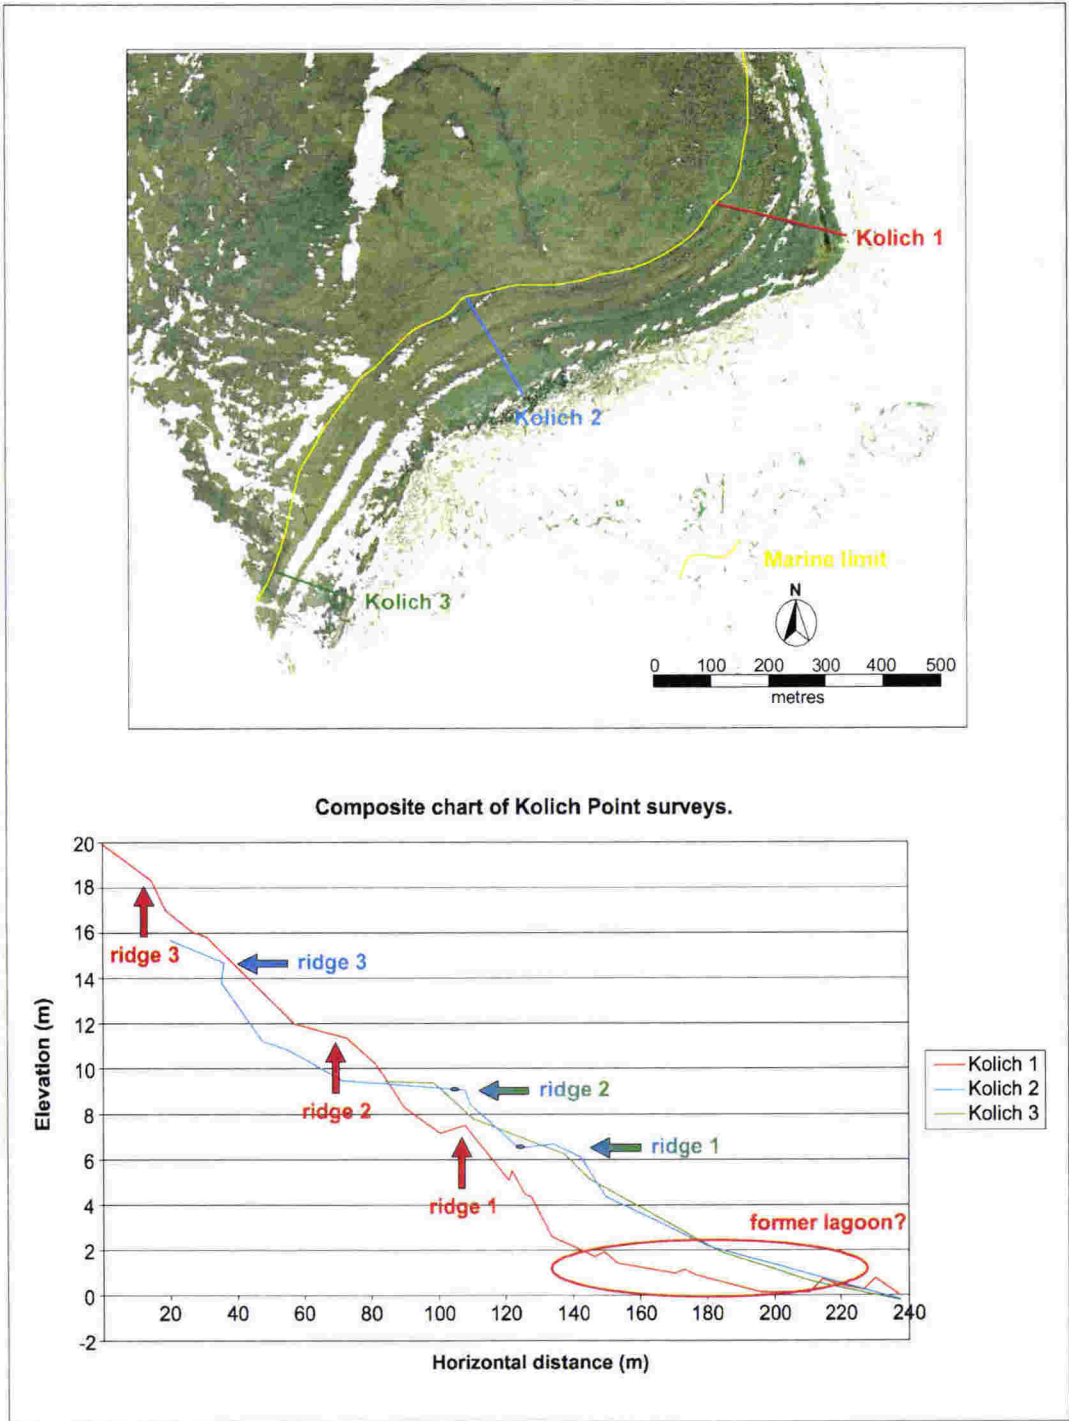 Kolich 1
Kolich 2
Marine limit
Kolich 3
N
0 100 200 300 400 500
metres
Composite chart of Kolich Point surveys.
20
18
16
14
12
10
8
6
4
2
0
-2
Elevation (m)
ridge 3
ridge 3
ridge 2
ridge 2
ridge 1
ridge 1
former lagoon?
Kolich 1
Kolich 2
Kolich 3
20 40 60 80 100 120 140 160 180 200 220 240
Horizontal distance (m)